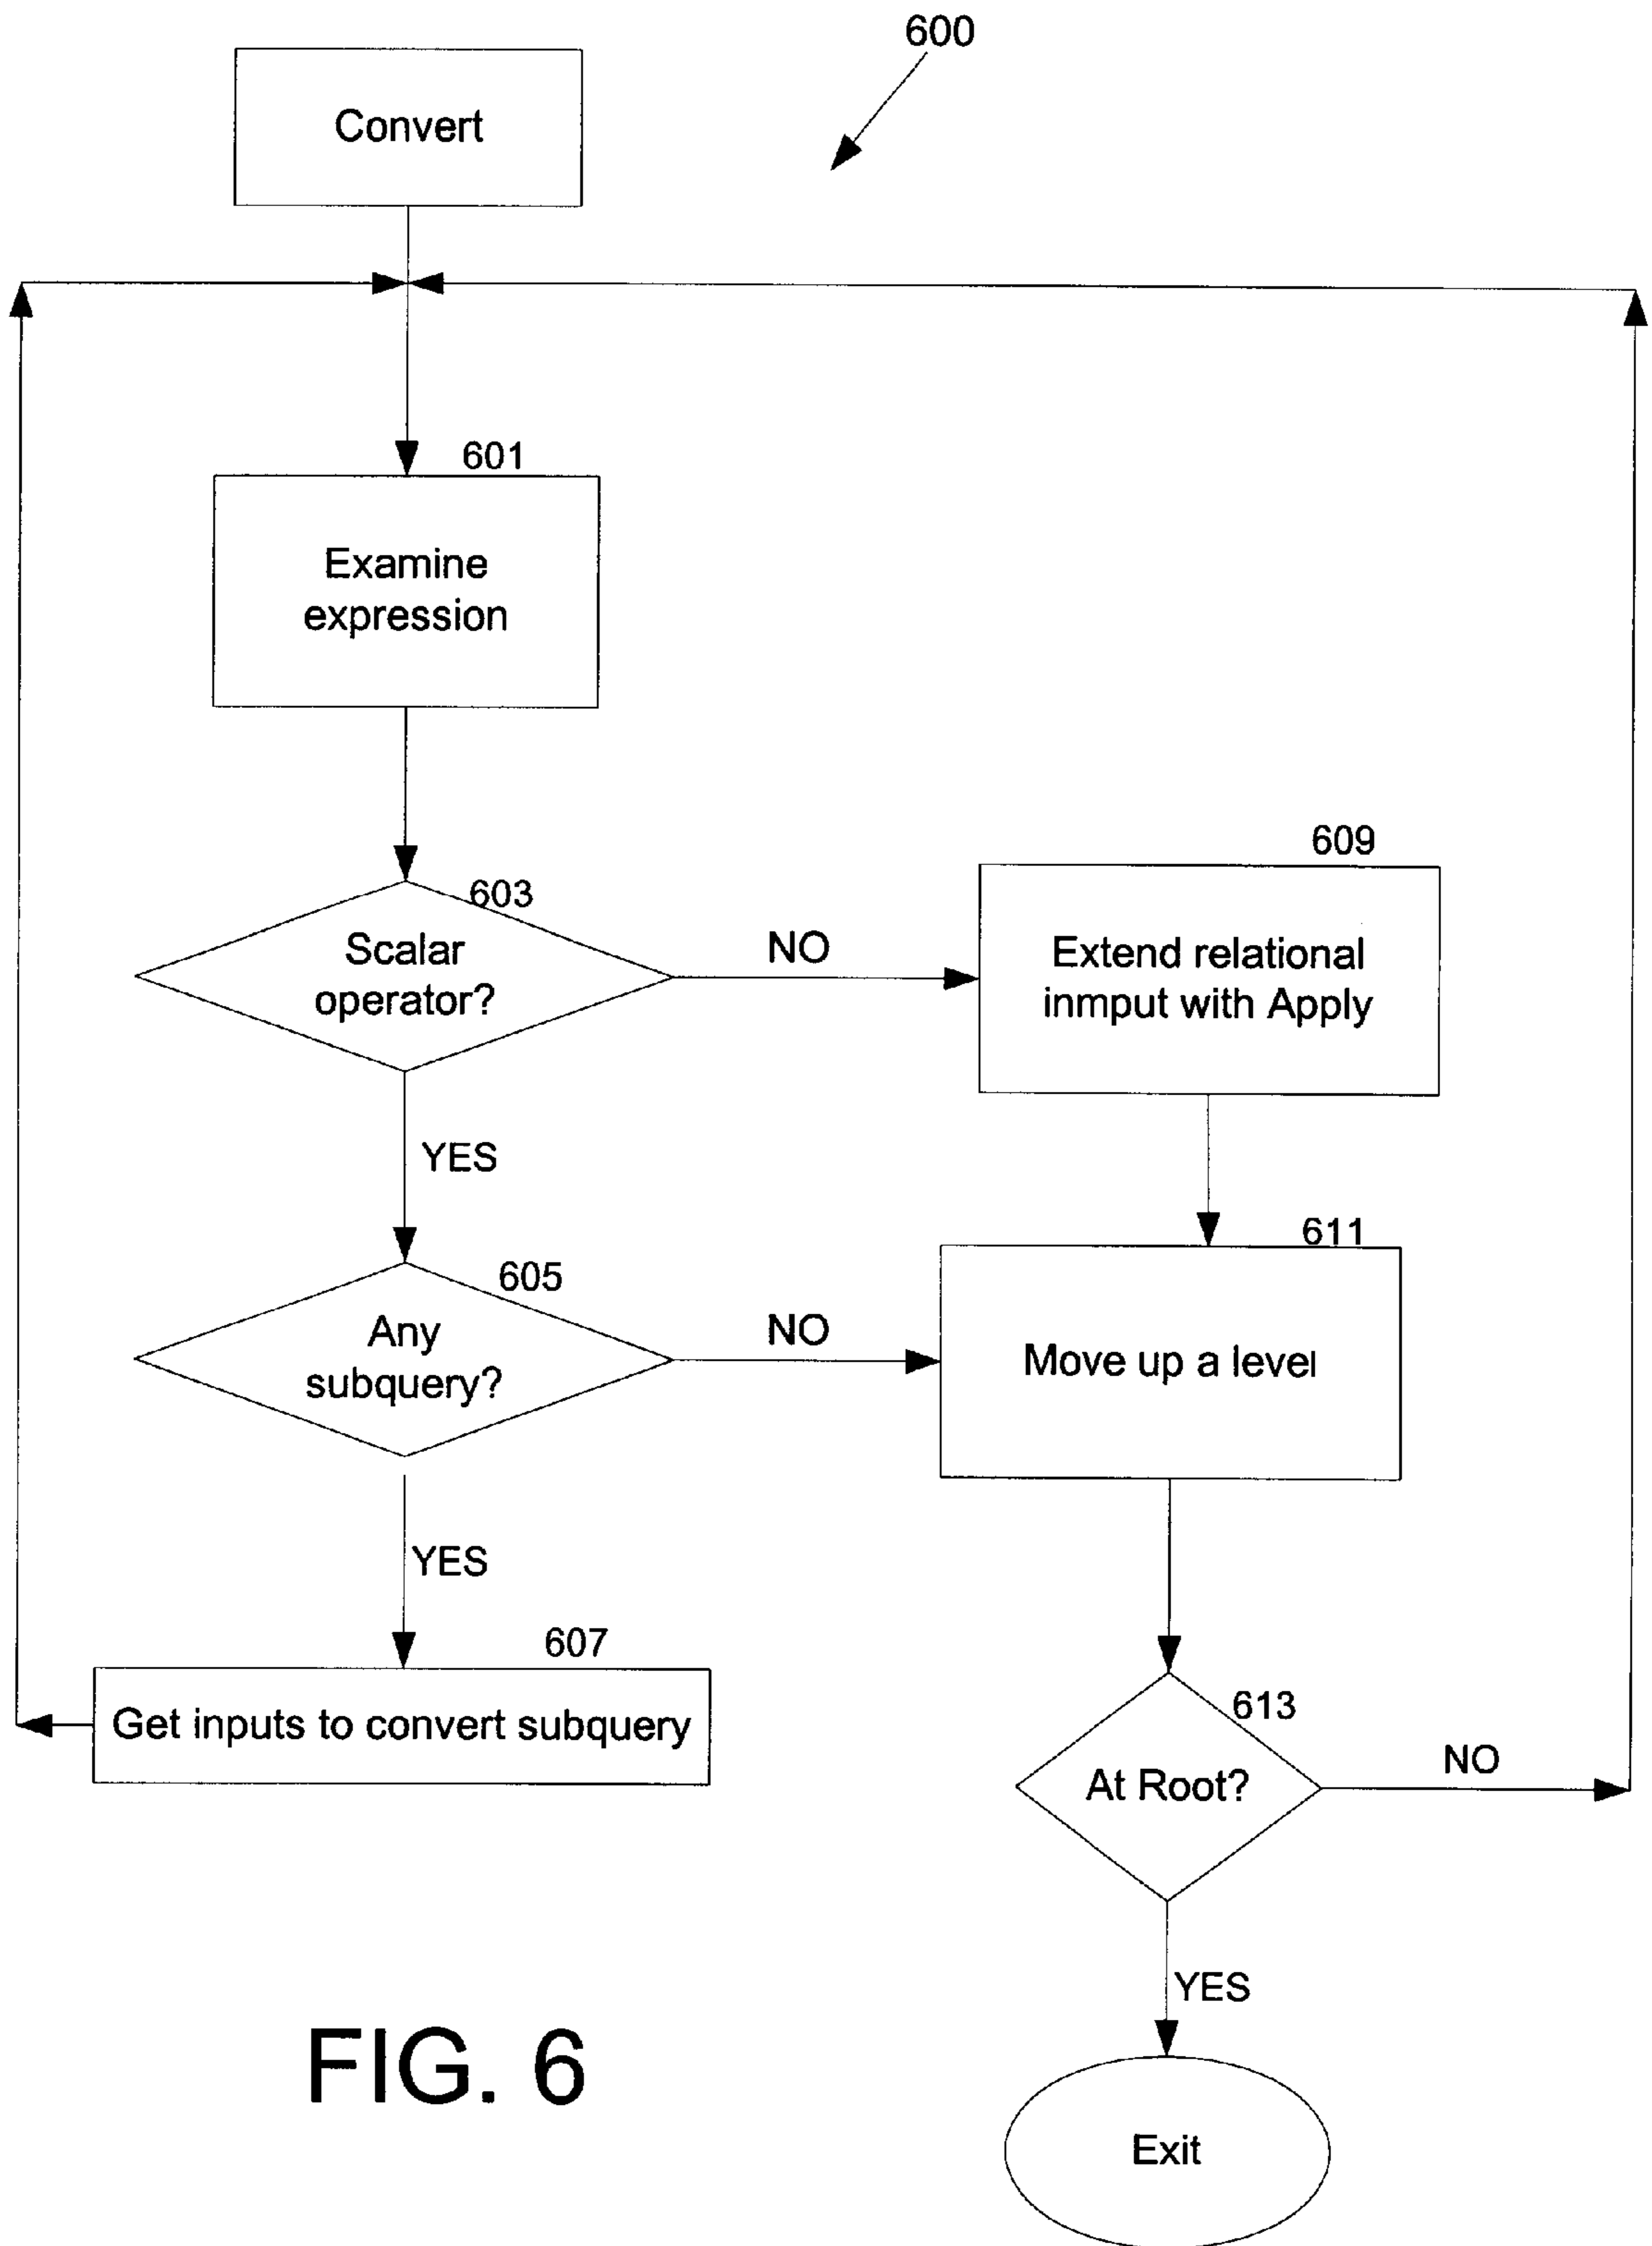 600
Convert
601
Examine
expression
603
Scalar
operator?
NO
609
Extend relational
inmput with Apply
YES
605
Any
subquery?
NO
611
Move up a level
YES
607
Get inputs to convert subquery
613
At Root?
NO
YES
Exit
FIG. 6